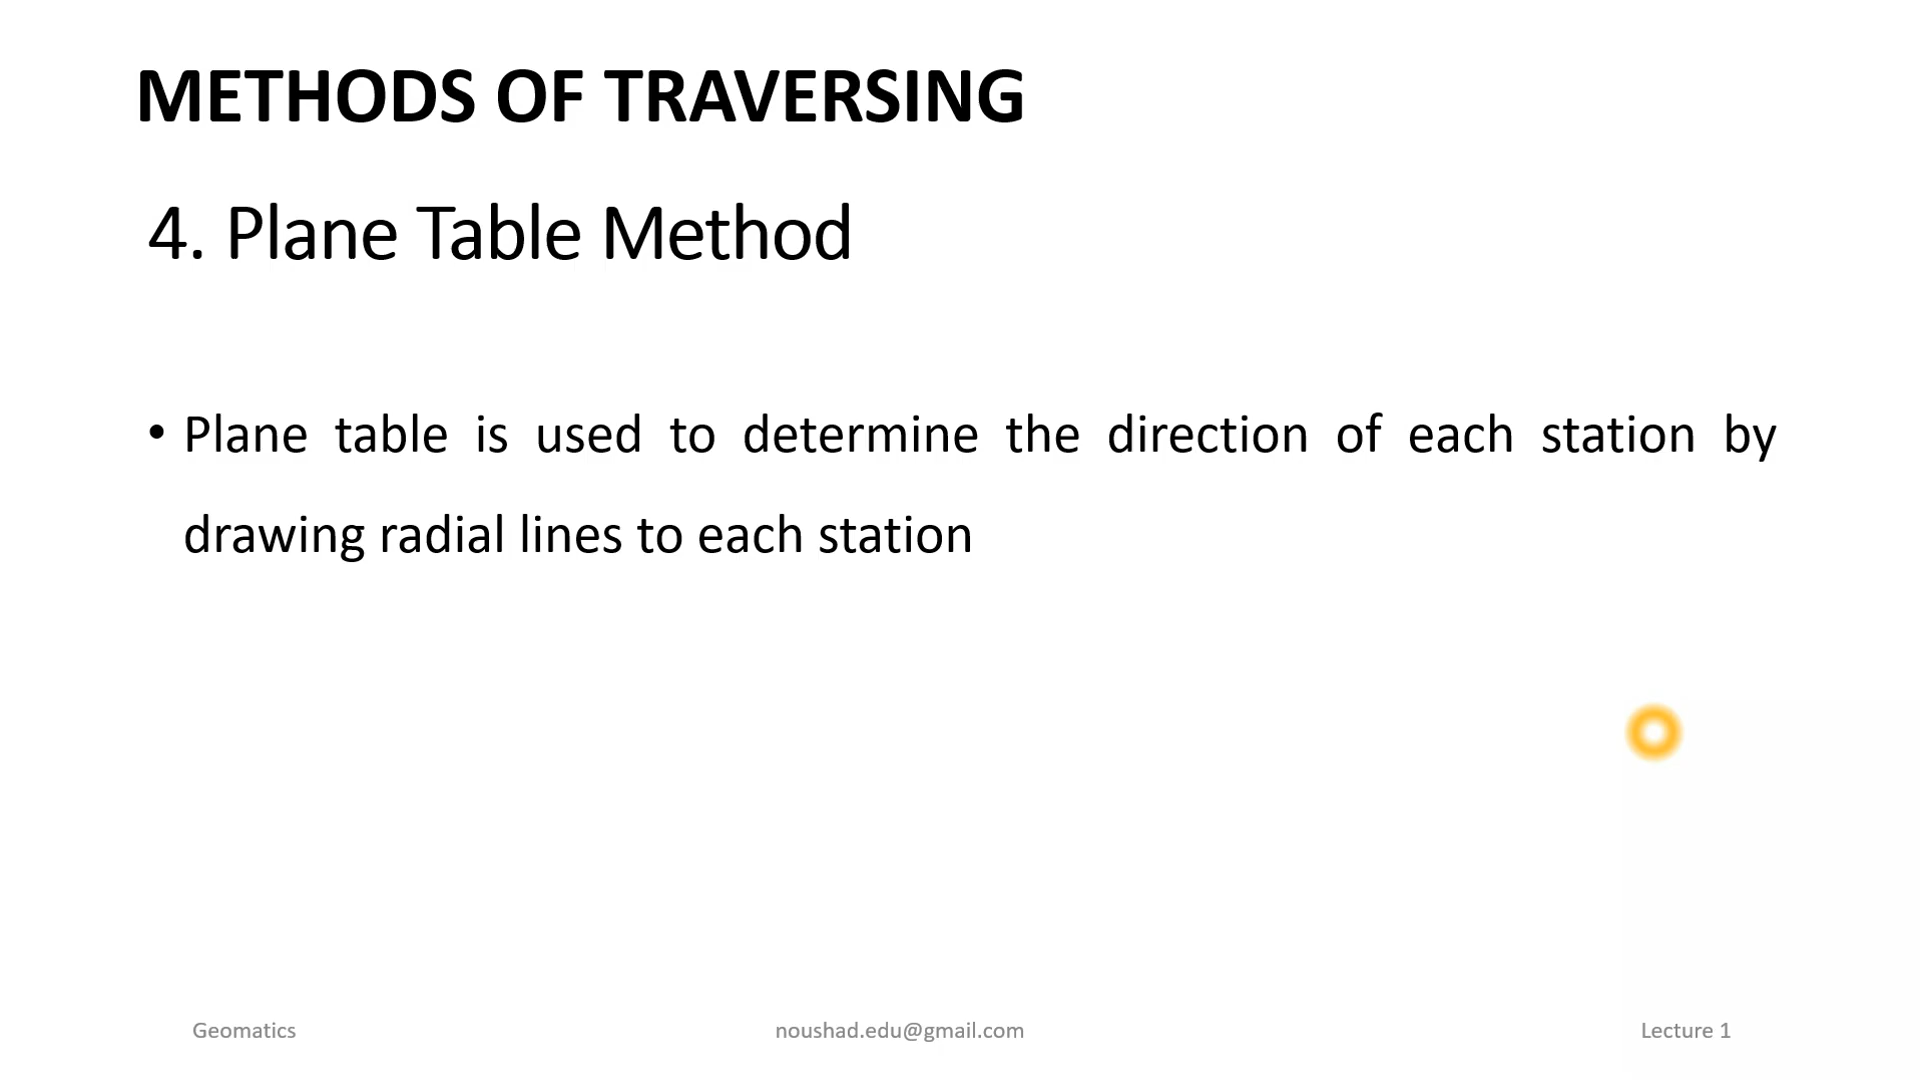 METHODS OF TRAVERSING
4. Plane Table Method
• Plane table is used to determine the direction of each station by
drawing radial lines to each station
Geomatics noushad.edu@gmail.com Lecture 1